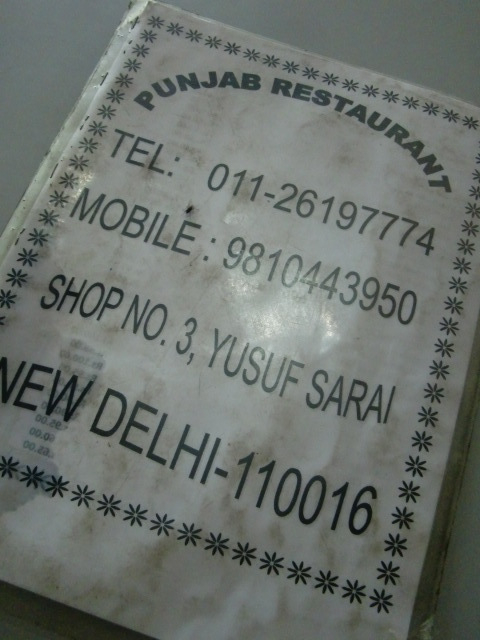 PUNJAB RESTAURANT
TEL: 011-26197774
MOBILE : 9810443950
SHOP NO. 3, YUSUF SARAI
NEW DELHI-110016